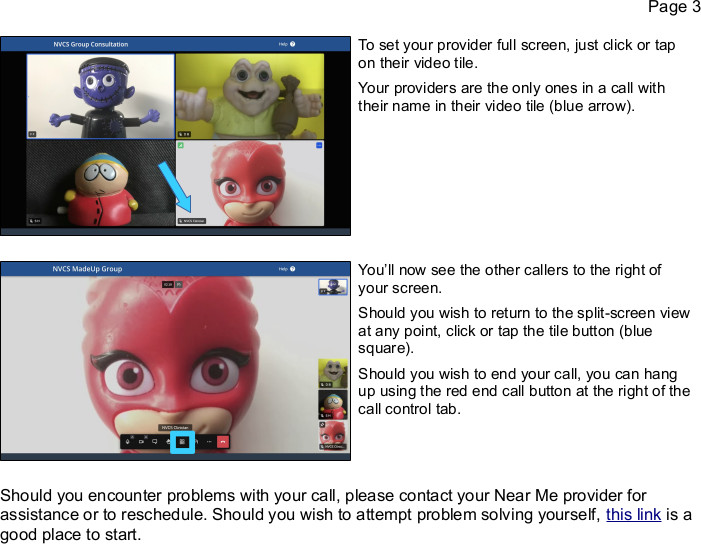 Page 3
NVCS Group Consultation
Help
To set your provider full screen, just click or tap
on their video tile.
Your providers are the only ones in a call with
their name in their video tile (blue arrow).
NVCS Clinician
NVCS MadeUp Group
Help
You’ll now see the other callers to the right of
your screen.
Should you wish to return to the split-screen view
at any point, click or tap the tile button (blue
square).
Should you wish to end your call, you can hang
up using the red end call button at the right of the
call control tab.
NVCS Clinician
Should you encounter problems with your call, please contact your Near Me provider for
assistance or to reschedule. Should you wish to attempt problem solving yourself, this link is a
good place to start.